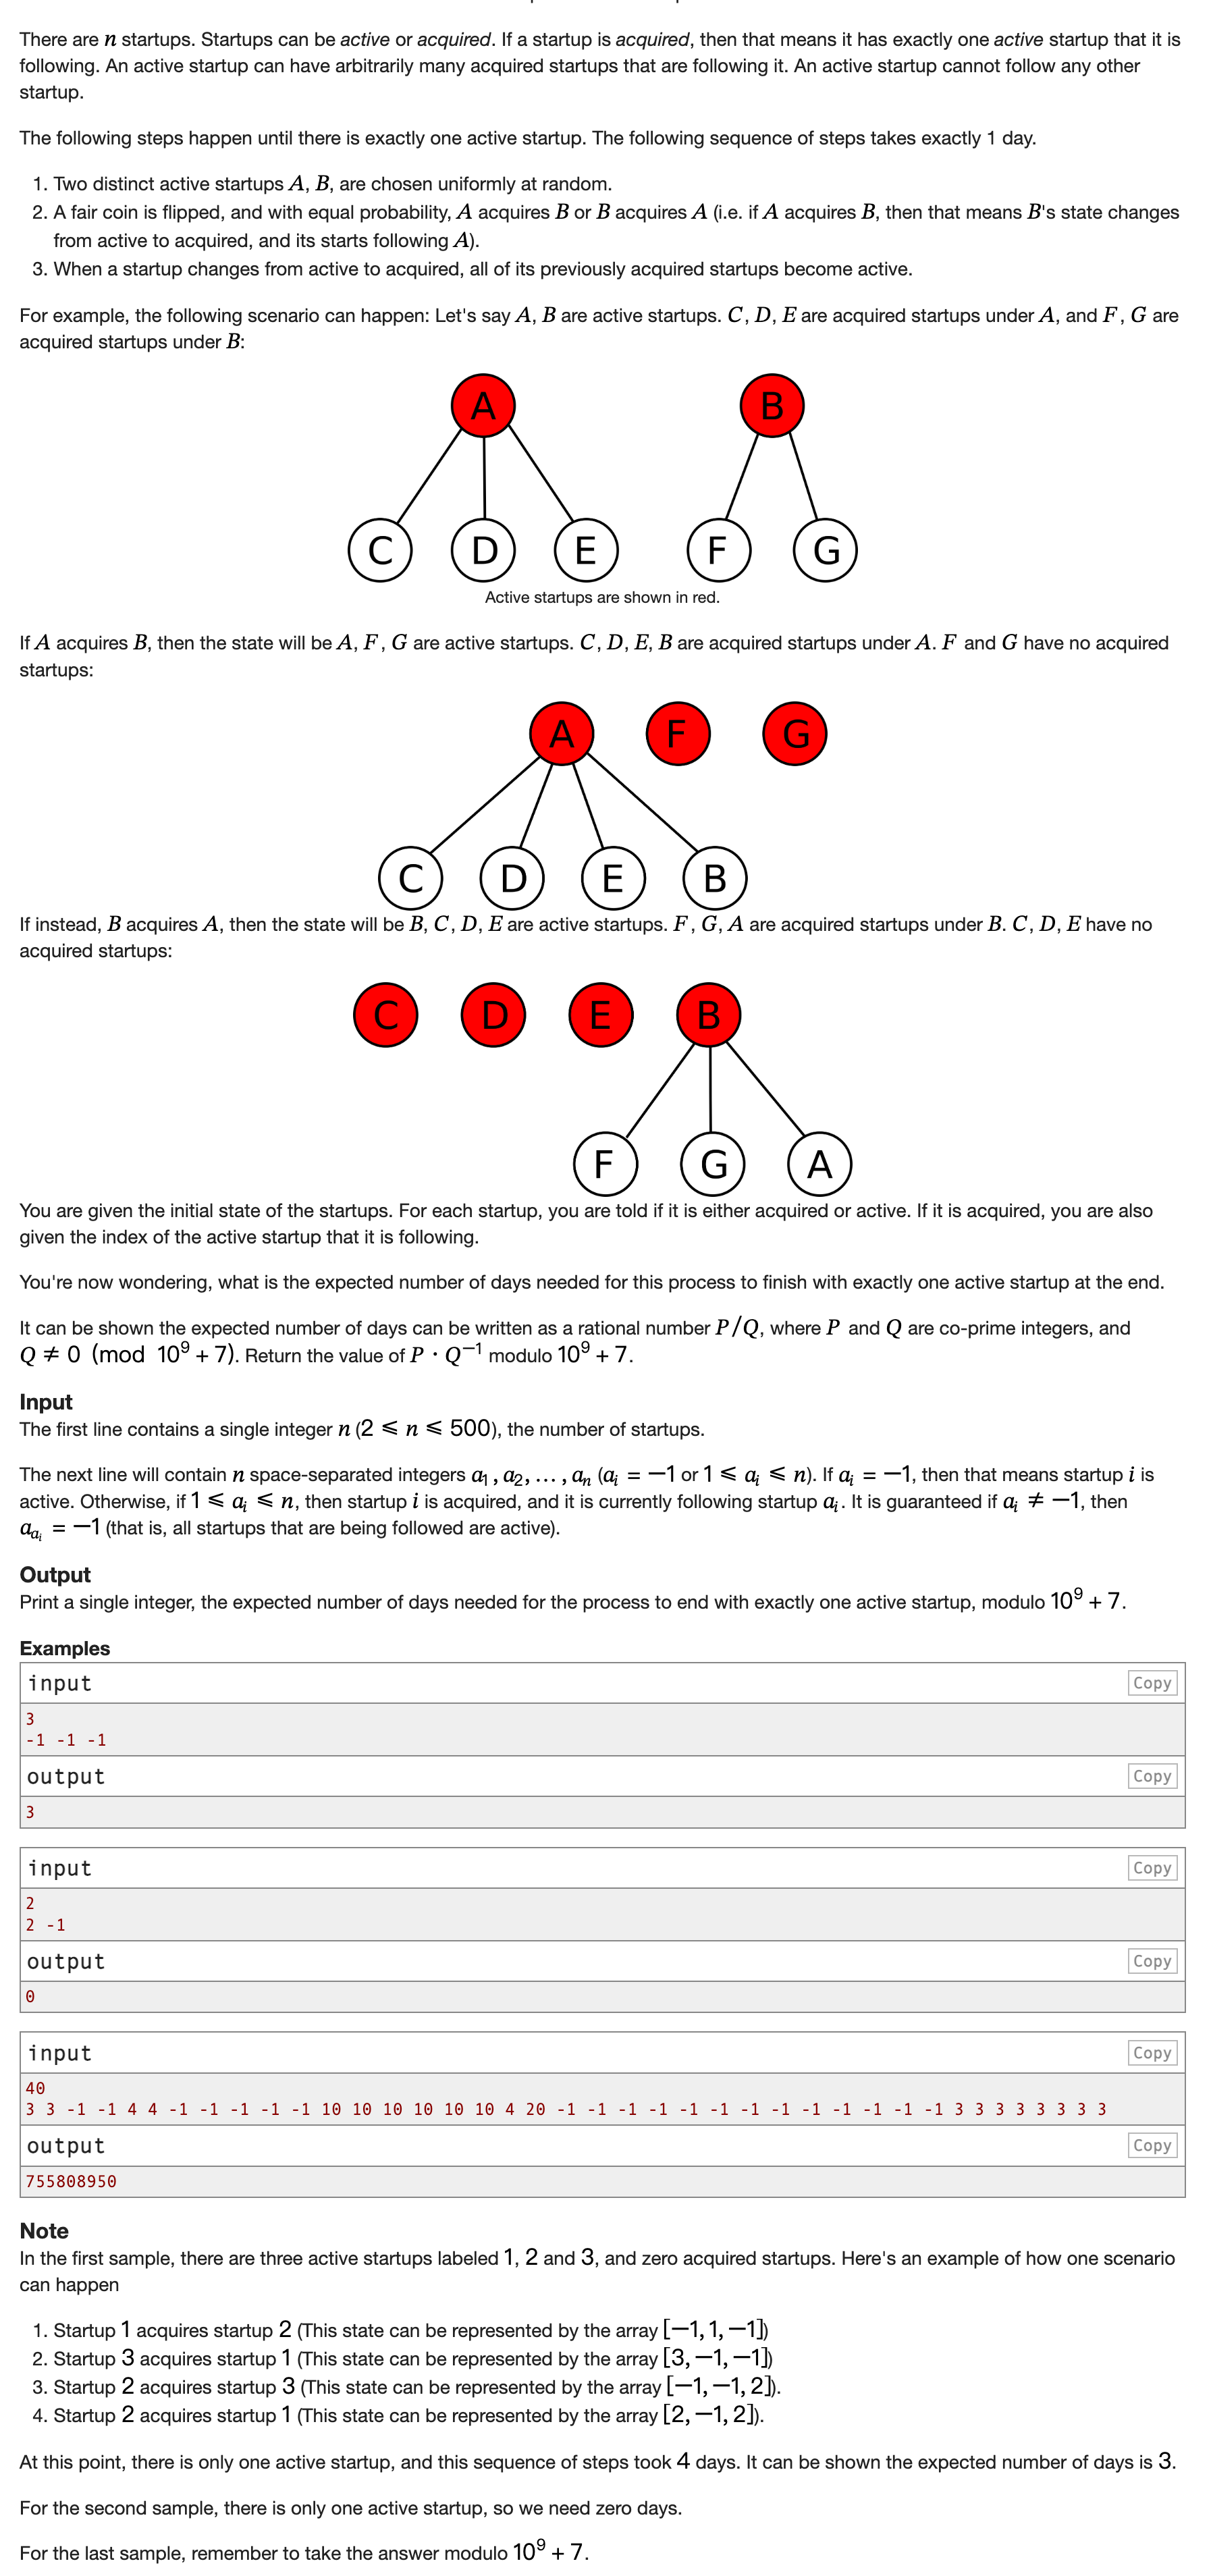 There are n startups. Startups can be active or acquired. If a startup is acquired, then that means it has exactly one active startup that it is
following. An active startup can have arbitrarily many acquired startups that are following it. An active startup cannot follow any other
startup.
The following steps happen until there is exactly one active startup. The following sequence of steps takes exactly 1 day.
1. Two distinct active startups A, B, are chosen uniformly at random.
2. A fair coin is flipped, and with equal probability, A acquires B or B acquires A (i.e. if A acquires B, then that means B's state changes
from active to acquired, and its starts following A).
3. When a startup changes from active to acquired, all of its previously acquired startups become active.
For example, the following scenario can happen: Let's say A, B are active startups. C, D, E are acquired startups under A, and F, G are
acquired startups under B:
A B
C D E F G
Active startups are shown in red.
If A acquires B, then the state will be A, F, G are active startups. C, D, E, B are acquired startups under A. F and G have no acquired
startups:
A F G
C D E B
If instead, B acquires A, then the state will be B, C, D, E are active startups. F, G, A are acquired startups under B. C, D, E have no
acquired startups:
C D E B
F G A
You are given the initial state of the startups. For each startup, you are told if it is either acquired or active. If it is acquired, you are also
given the index of the active startup that it is following.
You're now wondering, what is the expected number of days needed for this process to finish with exactly one active startup at the end.
It can be shown the expected number of days can be written as a rational number P/Q, where P and Q are co-prime integers, and
Q ≠ 0 (mod 10⁹ + 7). Return the value of P · Q⁻¹ modulo 10⁹ + 7.
Input
The first line contains a single integer n (2 ≤ n ≤ 500), the number of startups.
The next line will contain n space-separated integers a₁, a₂, ..., aₙ (aᵢ = −1 or 1 ≤ aᵢ ≤ n). If aᵢ = −1, then that means startup i is
active. Otherwise, if 1 ≤ aᵢ ≤ n, then startup i is acquired, and it is currently following startup aᵢ. It is guaranteed if aᵢ ≠ −1, then
a_{aᵢ} = −1 (that is, all startups that are being followed are active).
Output
Print a single integer, the expected number of days needed for the process to end with exactly one active startup, modulo 10⁹ + 7.
Examples
input Copy
3
-1 -1 -1
output Copy
3
input Copy
2
2 -1
output Copy
0
input Copy
40
3 3 -1 -1 4 4 -1 -1 -1 -1 -1 10 10 10 10 10 10 4 20 -1 -1 -1 -1 -1 -1 -1 -1 -1 -1 -1 -1 -1 3 3 3 3 3 3 3 3
output Copy
755808950
Note
In the first sample, there are three active startups labeled 1, 2 and 3, and zero acquired startups. Here's an example of how one scenario
can happen
1. Startup 1 acquires startup 2 (This state can be represented by the array [−1, 1, −1])
2. Startup 3 acquires startup 1 (This state can be represented by the array [3, −1, −1])
3. Startup 2 acquires startup 3 (This state can be represented by the array [−1, −1, 2]).
4. Startup 2 acquires startup 1 (This state can be represented by the array [2, −1, 2]).
At this point, there is only one active startup, and this sequence of steps took 4 days. It can be shown the expected number of days is 3.
For the second sample, there is only one active startup, so we need zero days.
For the last sample, remember to take the answer modulo 10⁹ + 7.